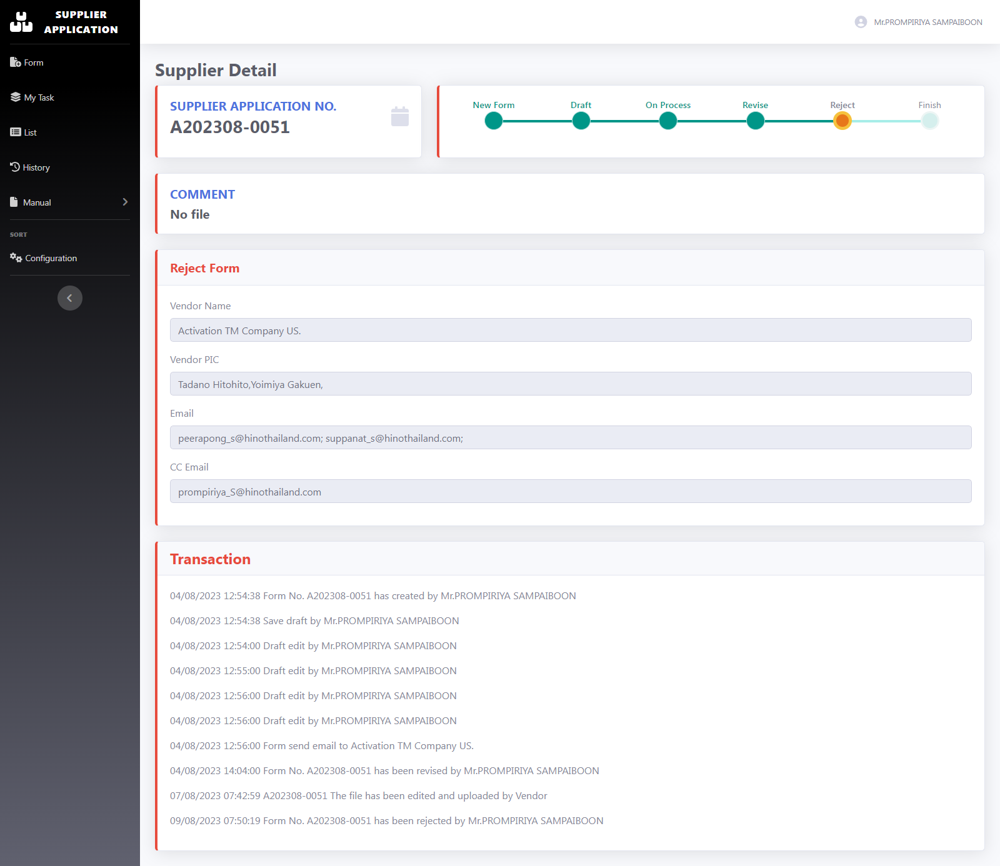 SUPPLIER
APPLICATION
Mr.PROMPIRIYA SAMPAIBOON
Form
My Task
List
History
Manual
SORT
Configuration
Supplier Detail
SUPPLIER APPLICATION NO.
A202308-0051
New Form Draft On Process Revise Reject Finish
COMMENT
No file
Reject Form
Vendor Name
Activation TM Company US.
Vendor PIC
Tadano Hitohito,Yoimiya Gakuen,
Email
peerapong_s@hinothailand.com; suppanat_s@hinothailand.com;
CC Email
prompiriya_S@hinothailand.com
Transaction
04/08/2023 12:54:38 Form No. A202308-0051 has created by Mr.PROMPIRIYA SAMPAIBOON
04/08/2023 12:54:38 Save draft by Mr.PROMPIRIYA SAMPAIBOON
04/08/2023 12:54:00 Draft edit by Mr.PROMPIRIYA SAMPAIBOON
04/08/2023 12:55:00 Draft edit by Mr.PROMPIRIYA SAMPAIBOON
04/08/2023 12:56:00 Draft edit by Mr.PROMPIRIYA SAMPAIBOON
04/08/2023 12:56:00 Draft edit by Mr.PROMPIRIYA SAMPAIBOON
04/08/2023 12:56:00 Form send email to Activation TM Company US.
04/08/2023 14:04:00 Form No. A202308-0051 has been revised by Mr.PROMPIRIYA SAMPAIBOON
07/08/2023 07:42:59 A202308-0051 The file has been edited and uploaded by Vendor
09/08/2023 07:50:19 Form No. A202308-0051 has been rejected by Mr.PROMPIRIYA SAMPAIBOON